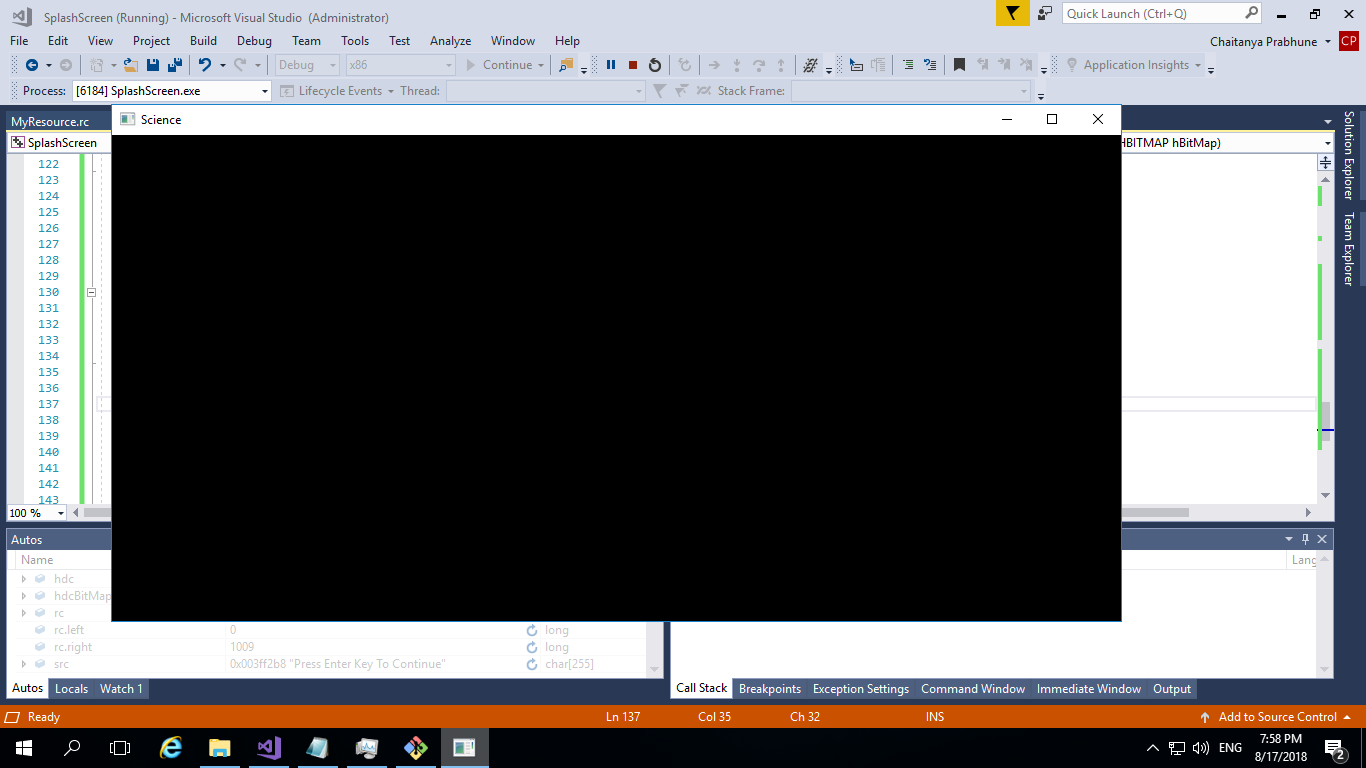 SplashScreen (Running) - Microsoft Visual Studio (Administrator)
Quick Launch (Ctrl+Q)
File Edit View Project Build Debug Team Tools Test Analyze Window Help
Chaitanya Prabhune CP
Debug x86 Continue Application Insights
Process: [6184] SplashScreen.exe Lifecycle Events Thread: Stack Frame:
MyResource.rc
Science
SplashScreen
HBITMAP hBitMap)
122
123
124
125
126
127
128
129
130
131
132
133
134
135
136
137
138
139
140
141
142
143
100 %
Solution Explorer
Team Explorer
Autos
Name
Lang
hdc
hdcBitMap
rc
rc.left 0 long
rc.right 1009 long
src 0x003ff2b8 "Press Enter Key To Continue" char[255]
Autos Locals Watch 1
Call Stack Breakpoints Exception Settings Command Window Immediate Window Output
Ready Ln 137 Col 35 Ch 32 INS Add to Source Control
ENG
7:58 PM
8/17/2018
2